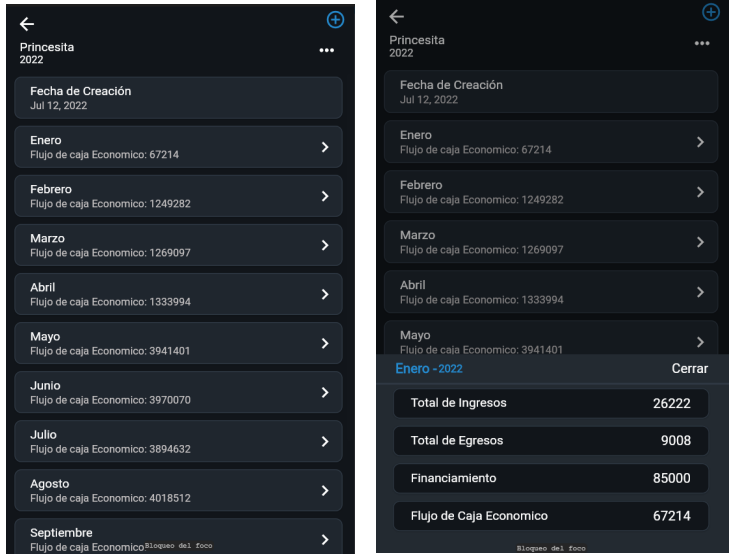 Princesita
2022
Fecha de Creación
Jul 12, 2022
Enero
Flujo de caja Economico: 67214
Febrero
Flujo de caja Economico: 1249282
Marzo
Flujo de caja Economico: 1269097
Abril
Flujo de caja Economico: 1333994
Mayo
Flujo de caja Economico: 3941401
Junio
Flujo de caja Economico: 3970070
Julio
Flujo de caja Economico: 3894632
Agosto
Flujo de caja Economico: 4018512
Septiembre
Flujo de caja Economico
Bloqueo del foco
Princesita
2022
Fecha de Creación
Jul 12, 2022
Enero
Flujo de caja Economico: 67214
Febrero
Flujo de caja Economico: 1249282
Marzo
Flujo de caja Economico: 1269097
Abril
Flujo de caja Economico: 1333994
Mayo
Flujo de caja Economico: 3941401
Enero - 2022 Cerrar
Total de Ingresos 26222
Total de Egresos 9008
Financiamiento 85000
Flujo de Caja Economico 67214
Bloqueo del foco